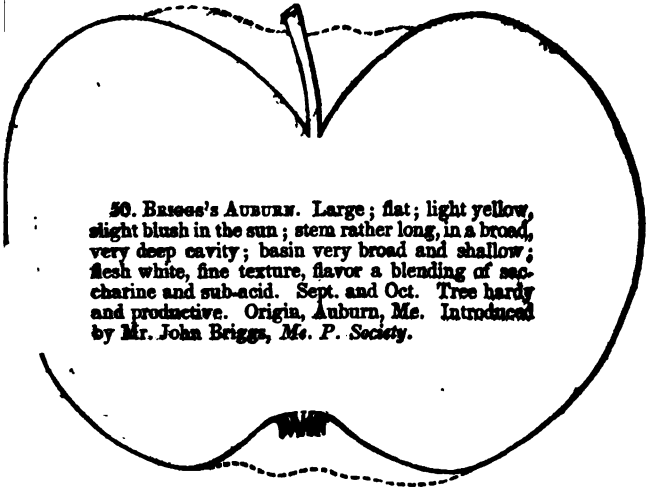 50. BRIGGS'S AUBURN. Large; flat; light yellow,
slight blush in the sun; stem rather long, in a broad,
very deep cavity; basin very broad and shallow;
flesh white, fine texture, flavor a blending of sac-
charine and sub-acid. Sept. and Oct. Tree hardy
and productive. Origin, Auburn, Me. Introduced
by Mr. John Briggs, Me. P. Society.